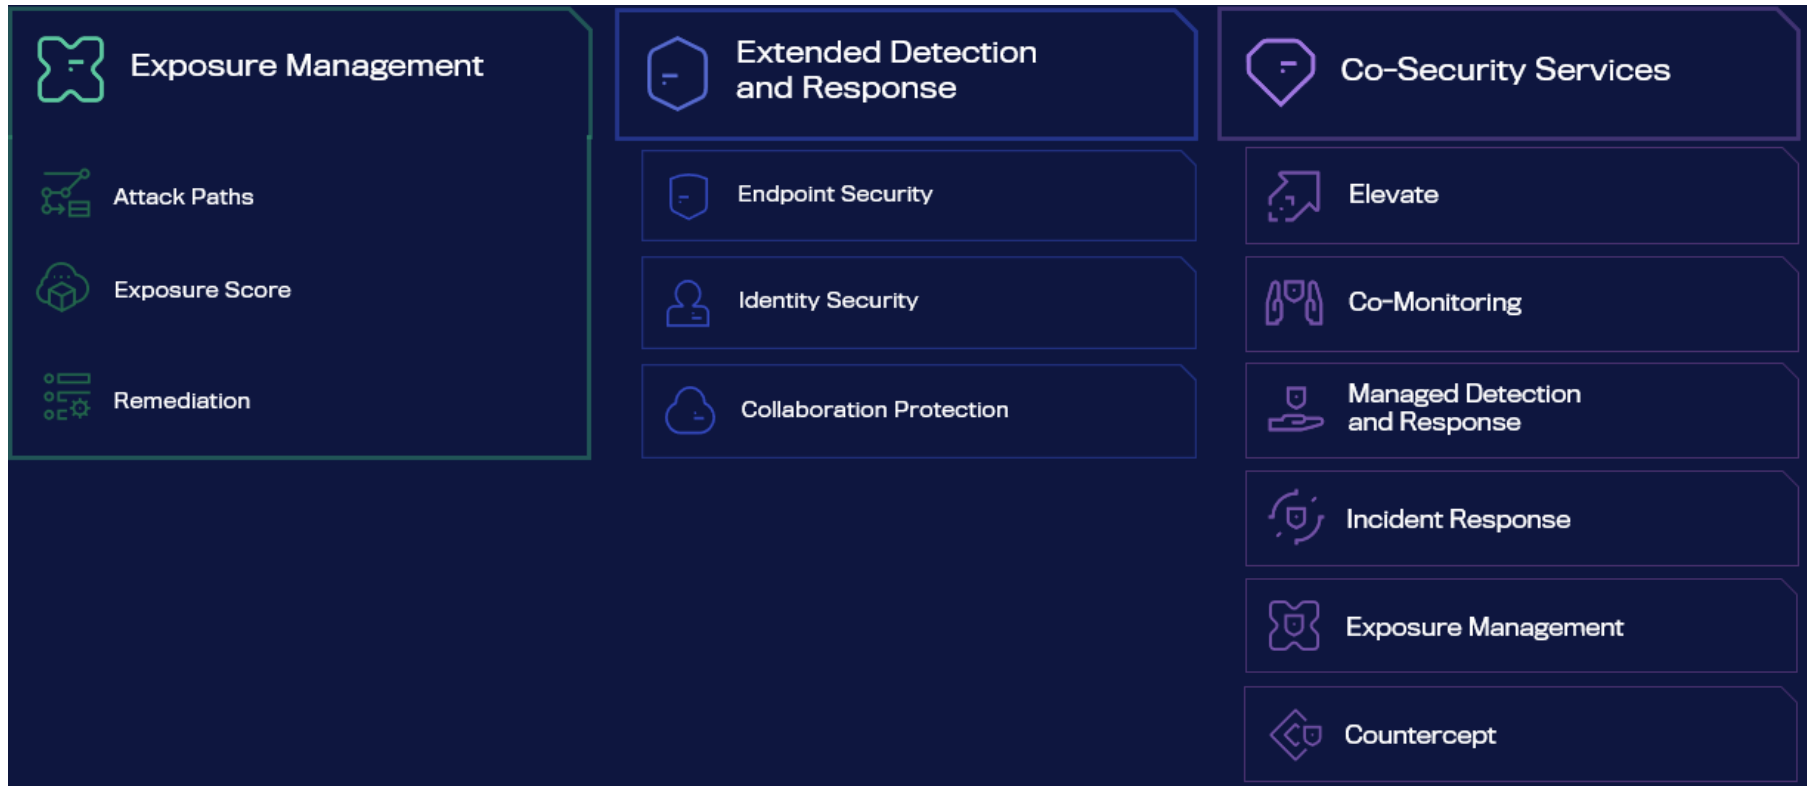 Exposure Management
Attack Paths
Exposure Score
Remediation
Extended Detection
and Response
Endpoint Security
Identity Security
Collaboration Protection
Co-Security Services
Elevate
Co-Monitoring
Managed Detection
and Response
Incident Response
Exposure Management
Countercept